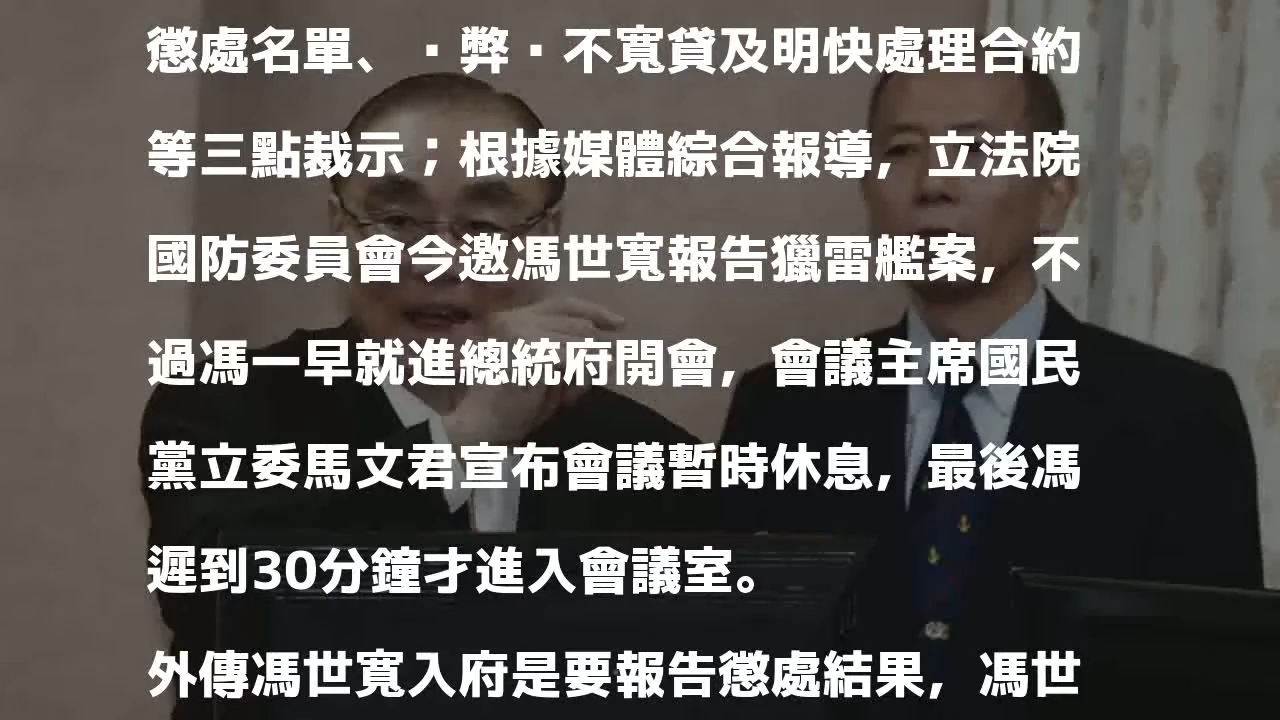 懲處名單、▪弊▪不寬貸及明快處理合約
等三點裁示；根據媒體綜合報導，立法院
國防委員會今邀馮世寬報告獵雷艦案，不
過馮一早就進總統府開會，會議主席國民
黨立委馬文君宣布會議暫時休息，最後馮
遲到30分鐘才進入會議室。
外傳馮世寬入府是要報告懲處結果，馮世